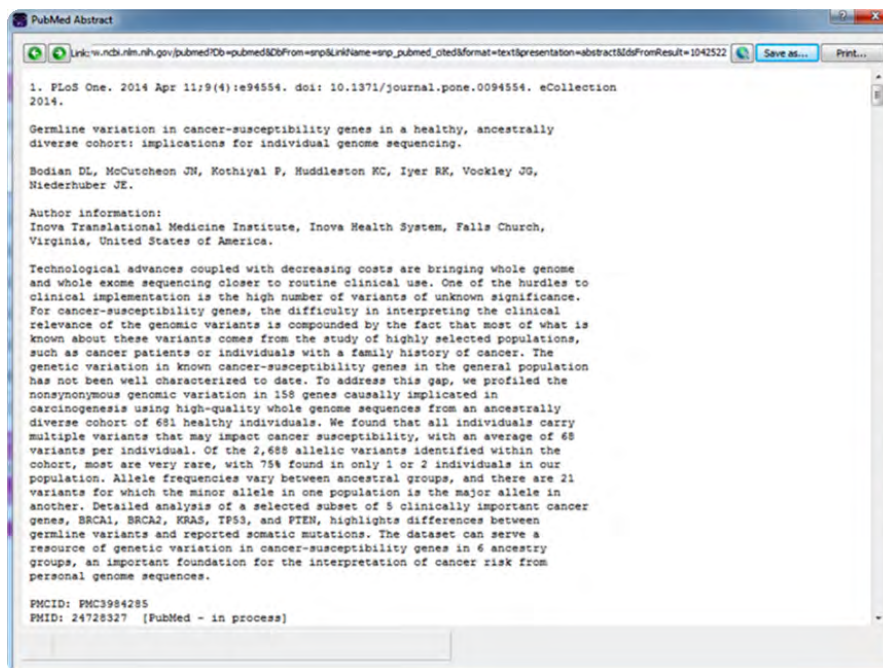 PubMed Abstract
Link: w.ncbi.nlm.nih.gov/pubmed?Db=pubmed&DbFrom=snp&LinkName=snp_pubmed_cited&format=text&presentation=abstract&IdsFromResult=1042522 Save as... Print...
1. PLoS One. 2014 Apr 11;9(4):e94554. doi: 10.1371/journal.pone.0094554. eCollection
2014.
Germline variation in cancer-susceptibility genes in a healthy, ancestrally
diverse cohort: implications for individual genome sequencing.
Bodian DL, McCutcheon JN, Kothiyal P, Huddleston KC, Iyer RK, Vockley JG,
Niederhuber JE.
Author information:
Inova Translational Medicine Institute, Inova Health System, Falls Church,
Virginia, United States of America.
Technological advances coupled with decreasing costs are bringing whole genome
and whole exome sequencing closer to routine clinical use. One of the hurdles to
clinical implementation is the high number of variants of unknown significance.
For cancer-susceptibility genes, the difficulty in interpreting the clinical
relevance of the genomic variants is compounded by the fact that most of what is
known about these variants comes from the study of highly selected populations,
such as cancer patients or individuals with a family history of cancer. The
genetic variation in known cancer-susceptibility genes in the general population
has not been well characterized to date. To address this gap, we profiled the
nonsynonymous genomic variation in 158 genes causally implicated in
carcinogenesis using high-quality whole genome sequences from an ancestrally
diverse cohort of 681 healthy individuals. We found that all individuals carry
multiple variants that may impact cancer susceptibility, with an average of 68
variants per individual. Of the 2,688 allelic variants identified within the
cohort, most are very rare, with 75% found in only 1 or 2 individuals in our
population. Allele frequencies vary between ancestral groups, and there are 21
variants for which the minor allele in one population is the major allele in
another. Detailed analysis of a selected subset of 5 clinically important cancer
genes, BRCA1, BRCA2, KRAS, TP53, and PTEN, highlights differences between
germline variants and reported somatic mutations. The dataset can serve a
resource of genetic variation in cancer-susceptibility genes in 6 ancestry
groups, an important foundation for the interpretation of cancer risk from
personal genome sequences.
PMCID: PMC3984285
PMID: 24728327 [PubMed - in process]